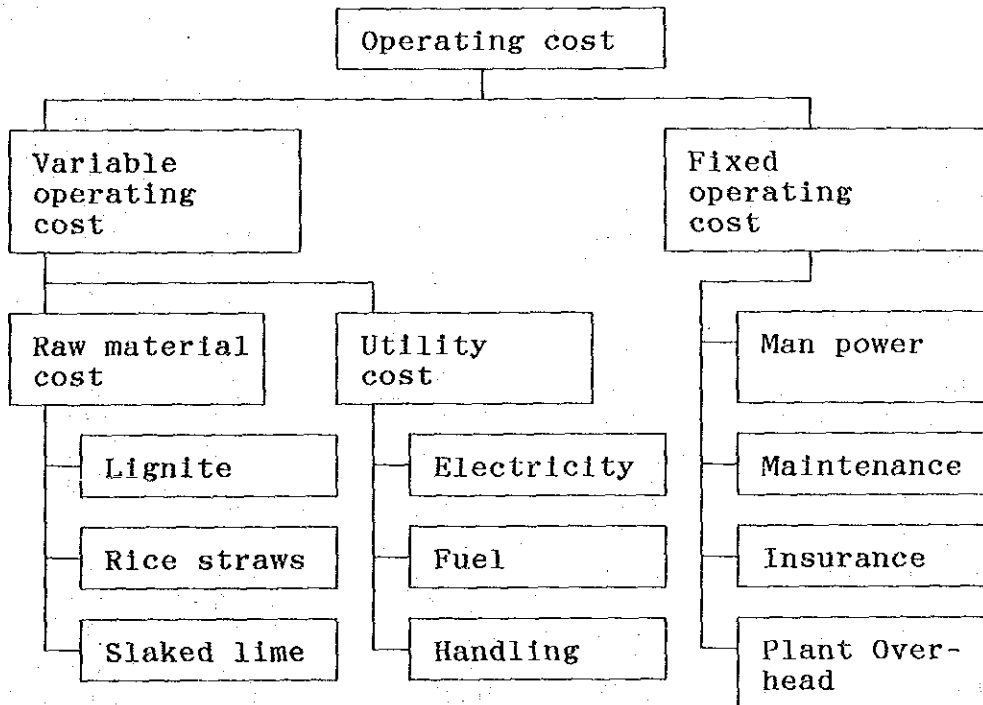 Operating cost
Variable
operating
cost
Fixed
operating
cost
Raw material
cost
Utility
cost
Man power
Lignite
Electricity
Maintenance
Rice straws
Fuel
Insurance
Slaked lime
Handling
Plant Over-
head